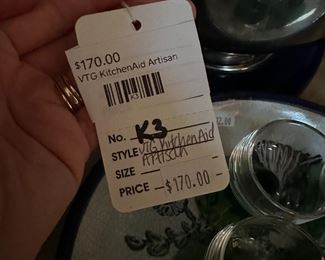 $170.00
VTG KitchenAid Artisan
K3
No. K3
STYLE VTG KitchenAid
ARTISAN
SIZE
PRICE $170.00